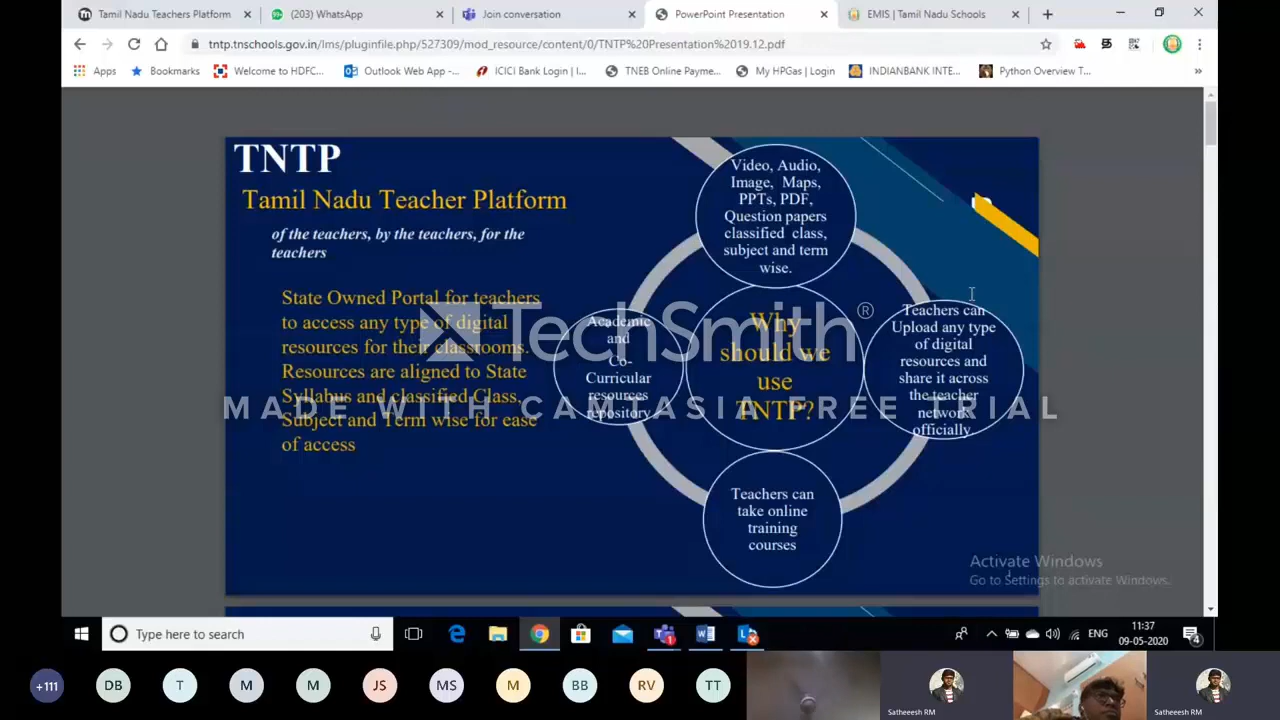 Tamil Nadu Teachers Platform
(203) WhatsApp
Join conversation
PowerPoint Presentation
EMIS | Tamil Nadu Schools
tntp.tnschools.gov.in/lms/pluginfile.php/527309/mod_resource/content/0/TNTP%20Presentation%2019.12.pdf
Apps
Bookmarks
Welcome to HDFC...
Outlook Web App -...
ICICI Bank Login | I...
TNEB Online Payme...
My HPGas | Login
INDIANBANK INTE...
Python Overview T...
TNTP
Tamil Nadu Teacher Platform
of the teachers, by the teachers, for the
teachers
State Owned Portal for teachers
to access any type of digital
resources for their classrooms.
Resources are aligned to State
Syllabus and classified Class,
Subject and Term wise for ease
of access
Video, Audio,
Image, Maps,
PPTs, PDF,
Question papers
classified class,
subject and term
wise.
Academic
and
Co-
Curricular
resources
repository
Why
should we
use
TNTP?
Teachers can
Upload any type
of digital
resources and
share it across
the teacher
network
officially.
Teachers can
take online
training
courses
TechSmith®
MADE WITH CAMTASIA FREE TRIAL
Activate Windows
Go to Settings to activate Windows.
Type here to search
ENG
11:37
09-05-2020
4
+111
DB
T
M
M
JS
MS
M
BB
RV
TT
Satheeesh RM
Satheeesh RM